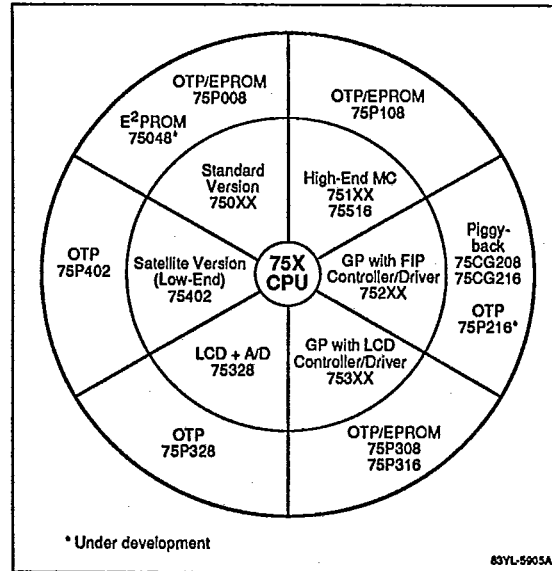 OTP/EPROM
75P008
E²PROM
75048*
OTP/EPROM
75P108
Standard
Version
750XX
High-End MC
751XX
75516
OTP
75P402
Satellite Version
(Low-End)
75402
75X
CPU
GP with FIP
Controller/Driver
752XX
Piggy-
back
75CG208
75CG216
OTP
75P216*
LCD + A/D
75328
GP with LCD
Controller/Driver
753XX
OTP
75P328
OTP/EPROM
75P308
75P316
* Under development
83YL-5905A